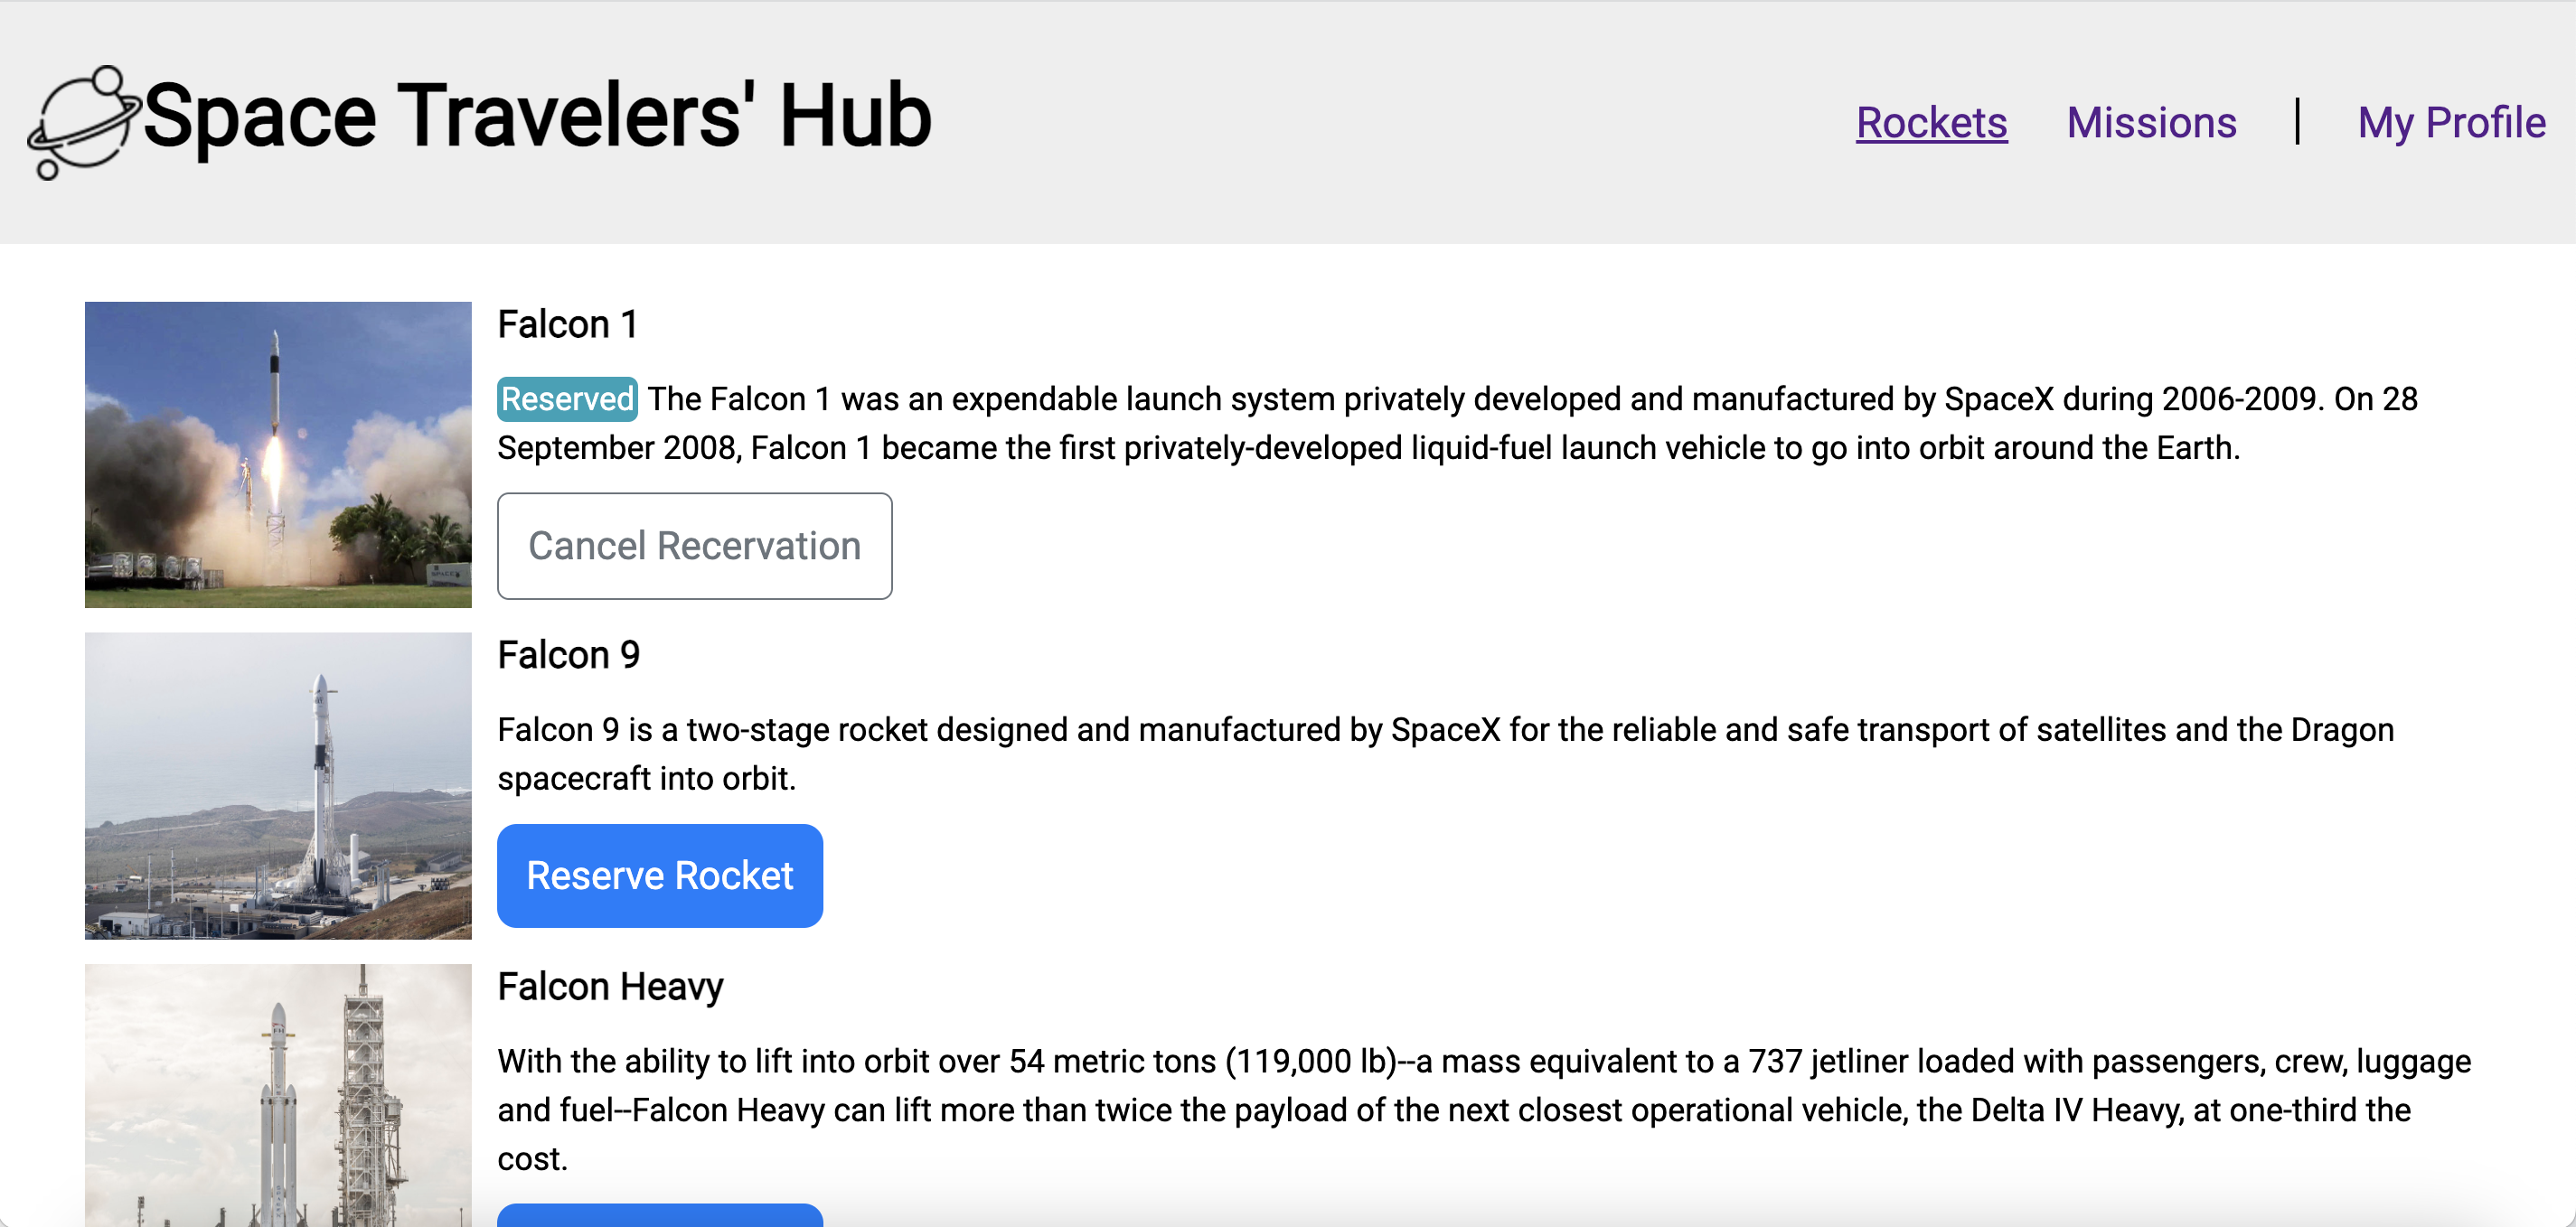 Space Travelers' Hub
Rockets Missions | My Profile
Falcon 1
Reserved The Falcon 1 was an expendable launch system privately developed and manufactured by SpaceX during 2006-2009. On 28
September 2008, Falcon 1 became the first privately-developed liquid-fuel launch vehicle to go into orbit around the Earth.
Cancel Recervation
Falcon 9
Falcon 9 is a two-stage rocket designed and manufactured by SpaceX for the reliable and safe transport of satellites and the Dragon
spacecraft into orbit.
Reserve Rocket
Falcon Heavy
With the ability to lift into orbit over 54 metric tons (119,000 lb)--a mass equivalent to a 737 jetliner loaded with passengers, crew, luggage
and fuel--Falcon Heavy can lift more than twice the payload of the next closest operational vehicle, the Delta IV Heavy, at one-third the
cost.